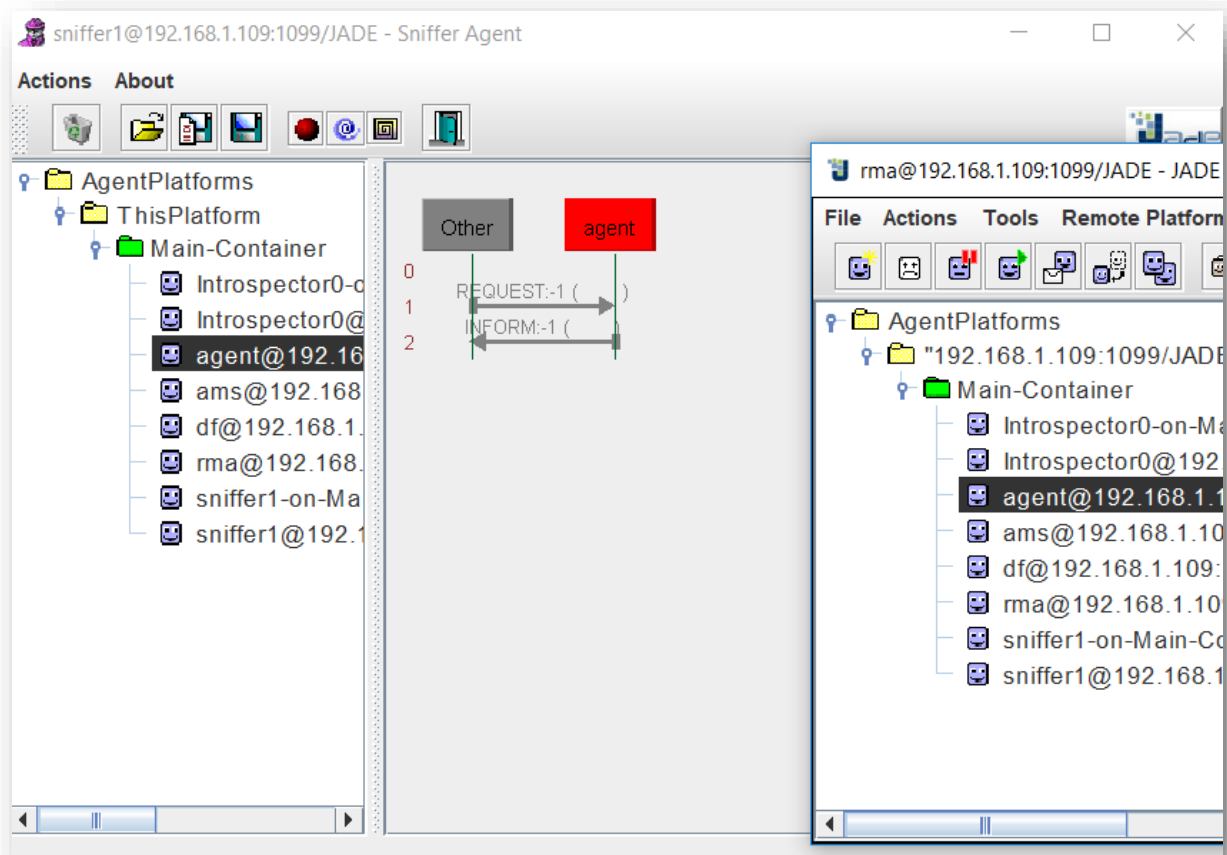 sniffer1@192.168.1.109:1099/JADE - Sniffer Agent
Actions About
AgentPlatforms
ThisPlatform
Main-Container
Introspector0-o
Introspector0@
agent@192.16
ams@192.168
df@192.168.1.
rma@192.168.
sniffer1-on-Ma
sniffer1@192.1
Other agent
0
REQUEST:-1 ( )
1
INFORM:-1 ( )
2
rma@192.168.1.109:1099/JADE - JADE
File Actions Tools Remote Platform
AgentPlatforms
"192.168.1.109:1099/JADE
Main-Container
Introspector0-on-Ma
Introspector0@192
agent@192.168.1.1
ams@192.168.1.10
df@192.168.1.109:
rma@192.168.1.10
sniffer1-on-Main-Co
sniffer1@192.168.1